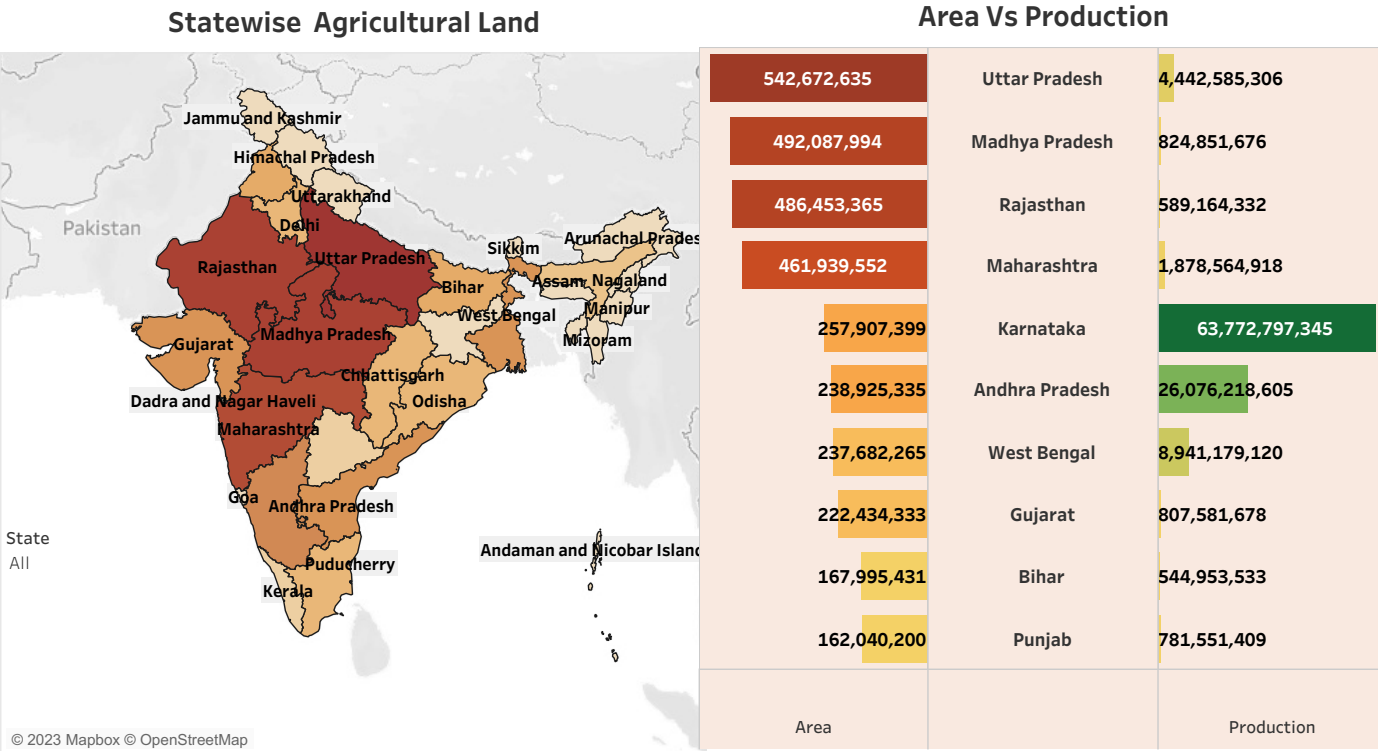 Statewise Agricultural Land
Jammu and Kashmir
Himachal Pradesh
Uttarakhand
Pakistan
Delhi
Sikkim
Arunachal Prades
Rajasthan
Uttar Pradesh
Bihar
Assam
Nagaland
Manipur
West Bengal
Madhya Pradesh
Mizoram
Gujarat
Chhattisgarh
Dadra and Nagar Haveli
Odisha
Maharashtra
Goa
Andhra Pradesh
State
All
Andaman and Nicobar Islanc
Puducherry
Kerala
© 2023 Mapbox © OpenStreetMap
Area Vs Production
542,672,635 Uttar Pradesh 4,442,585,306
492,087,994 Madhya Pradesh 824,851,676
486,453,365 Rajasthan 589,164,332
461,939,552 Maharashtra 1,878,564,918
257,907,399 Karnataka 63,772,797,345
238,925,335 Andhra Pradesh 26,076,218,605
237,682,265 West Bengal 8,941,179,120
222,434,333 Gujarat 807,581,678
167,995,431 Bihar 544,953,533
162,040,200 Punjab 781,551,409
Area Production